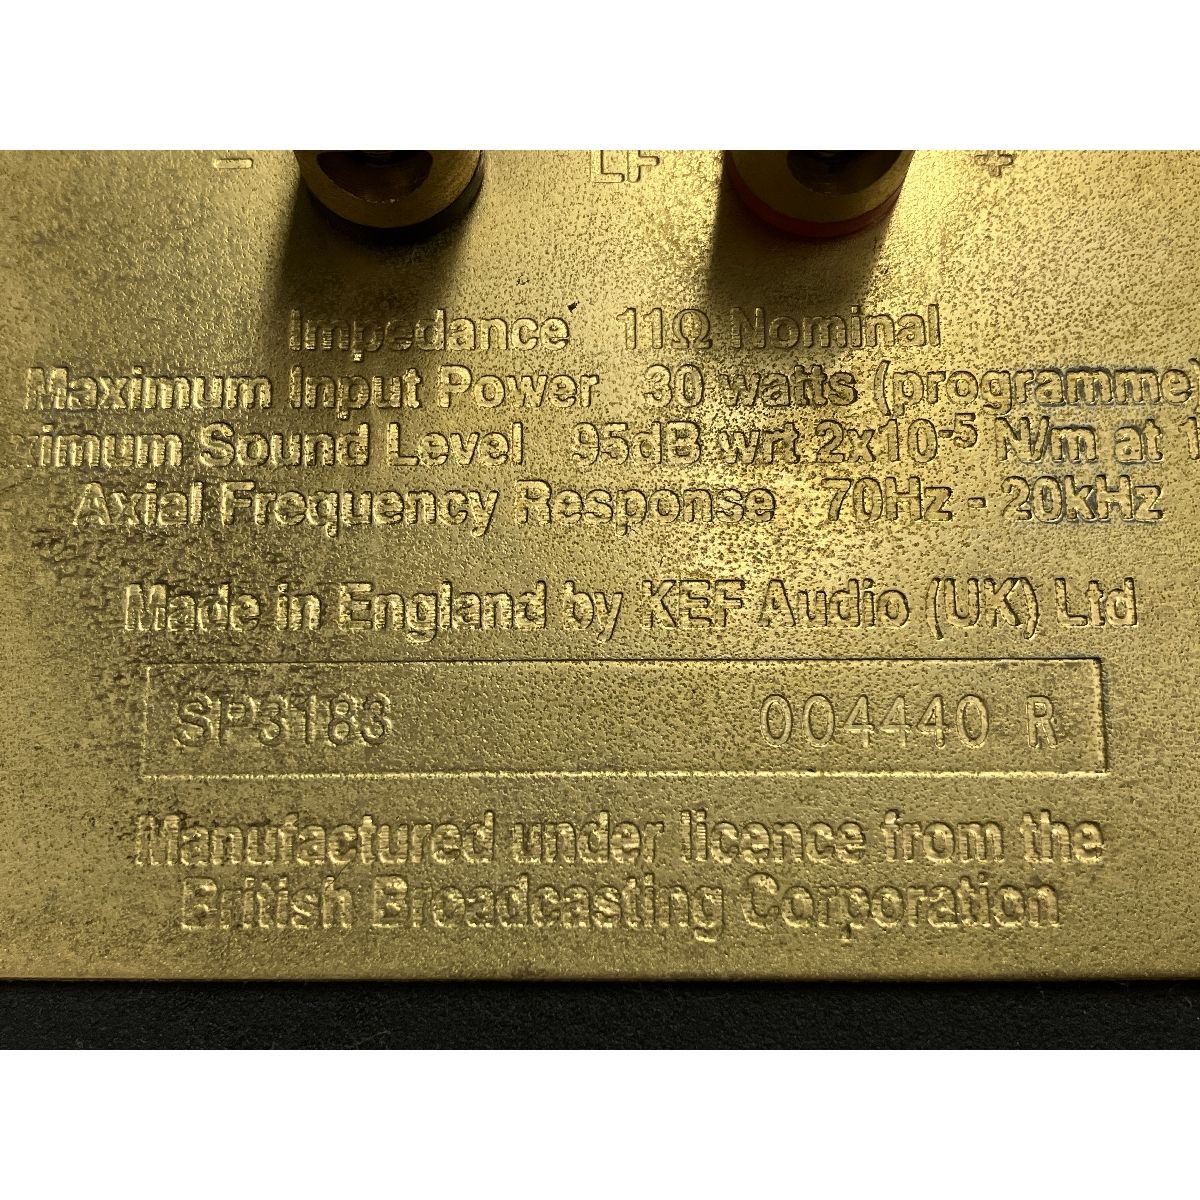 − LF +
Impedance 11Ω Nominal
Maximum Input Power 30 watts (programme)
ximum Sound Level 95dB wrt 2x10-5 N/m at 1
Axial Frequency Response 70Hz - 20kHz
Made in England by KEF Audio (UK) Ltd
SP3183 004440 R
Manufactured under licence from the
British Broadcasting Corporation